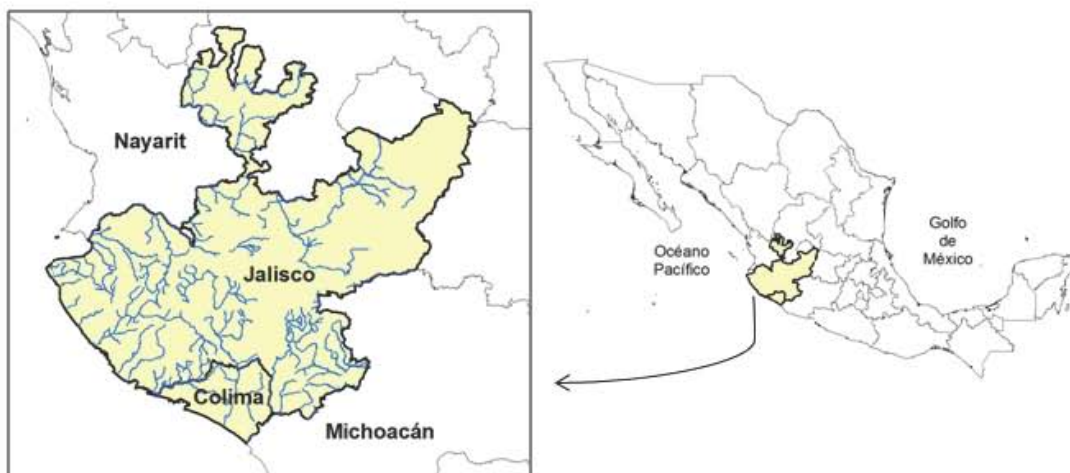 Nayarit
Jalisco
Colima
Michoacán
Océano
Pacífico
Golfo
de
México